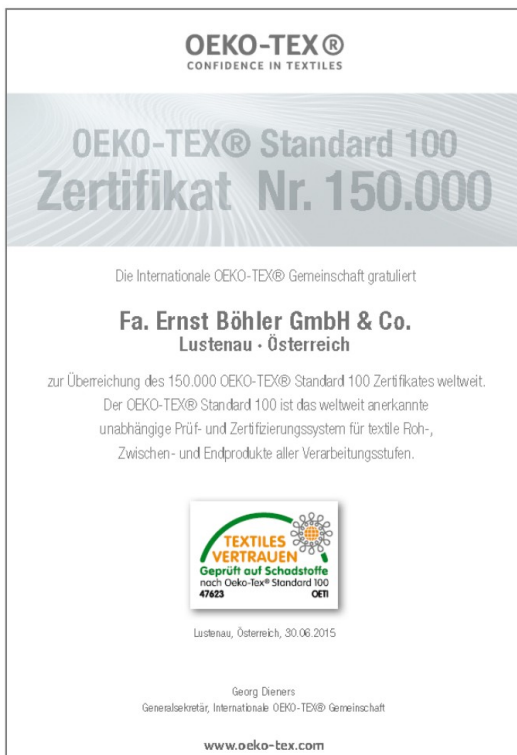 OEKO-TEX®
CONFIDENCE IN TEXTILES
OEKO-TEX® Standard 100
Zertifikat Nr. 150.000
Die Internationale OEKO-TEX® Gemeinschaft gratuliert
Fa. Ernst Böhler GmbH & Co.
Lustenau · Österreich
zur Überreichung des 150.000 OEKO-TEX® Standard 100 Zertifikates weltweit.
Der OEKO-TEX® Standard 100 ist das weltweit anerkannte
unabhängige Prüf- und Zertifizierungssystem für textile Roh-,
Zwischen- und Endprodukte aller Verarbeitungsstufen.
TEXTILES
VERTRAUEN
Geprüft auf Schadstoffe
nach Oeko-Tex® Standard 100
47623 OETI
Lustenau, Österreich, 30.06.2015
Georg Dieners
Generalsekretär, Internationale OEKO-TEX® Gemeinschaft
www.oeko-tex.com